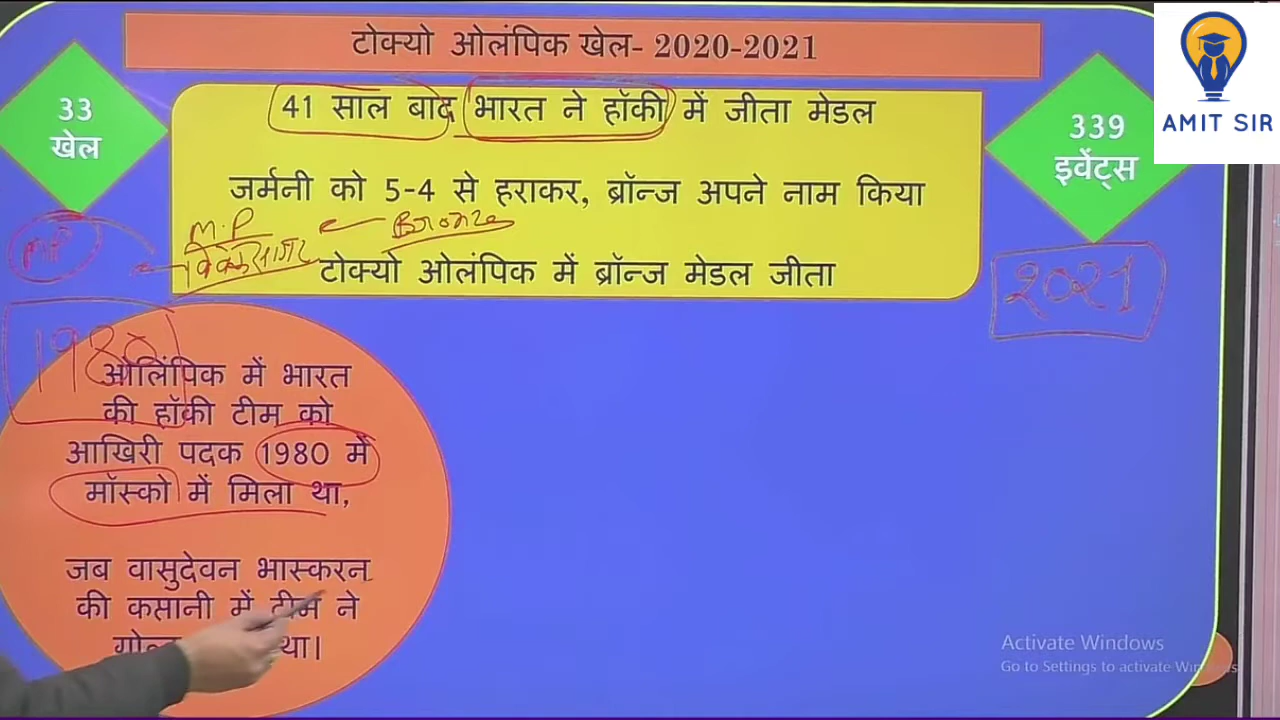 टोक्यो ओलंपिक खेल- 2020-2021
33
खेल
41 साल बाद भारत ने हॉकी में जीता मेडल
339
इवेंट्स
AMIT SIR
जर्मनी को 5-4 से हराकर, ब्रॉन्ज अपने नाम किया
M.P
Bronze
M.P
टोक्यो ओलंपिक में ब्रॉन्ज मेडल जीता
2021
1980
ओलिंपिक में भारत
की हॉकी टीम को
आखिरी पदक 1980 में
मॉस्को में मिला था,
जब वासुदेवन भास्करन
की कप्तानी में टीम ने
था।
Activate Windows
Go to Settings to activate Windows